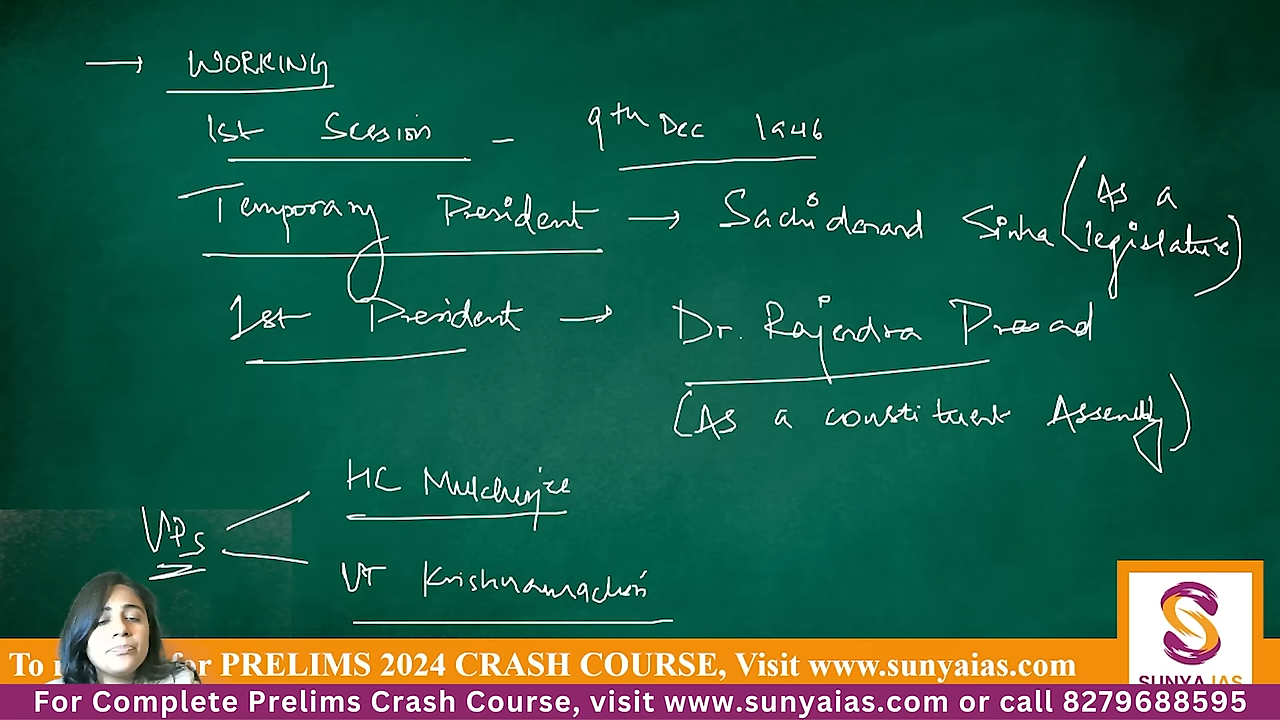 → WORKING
1st Session - 9th Dec 1946
Temporary President → Sachidanand Sinha (As a legislature)
1st President → Dr. Rajendra Prasad
(As a constituent Assembly)
VPs
HC Mukherjee
VT Krishnamachari
To for PRELIMS 2024 CRASH COURSE, Visit www.sunyaias.com
SUNYA IAS
For Complete Prelims Crash Course, visit www.sunyaias.com or call 8279688595